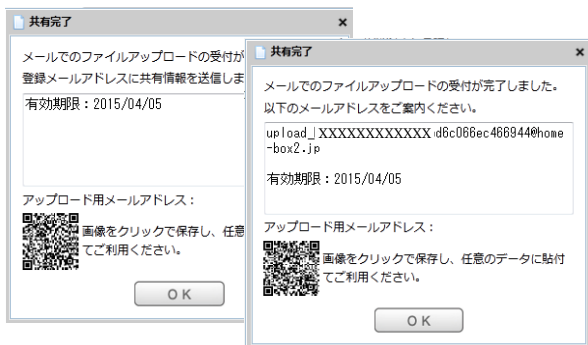 共有完了
メールでのファイルアップロードの受付が
登録メールアドレスに共有情報を送信しま
有効期限：2015/04/05
アップロード用メールアドレス：
画像をクリックで保存し、任意
てご利用ください。
OK
共有完了
メールでのファイルアップロードの受付が完了しました。
以下のメールアドレスをご案内ください。
upload_XXXXXXXXXXXXd6c066ec466944@home
-box2.jp
有効期限：2015/04/05
アップロード用メールアドレス：
画像をクリックで保存し、任意のデータに貼付
てご利用ください。
OK